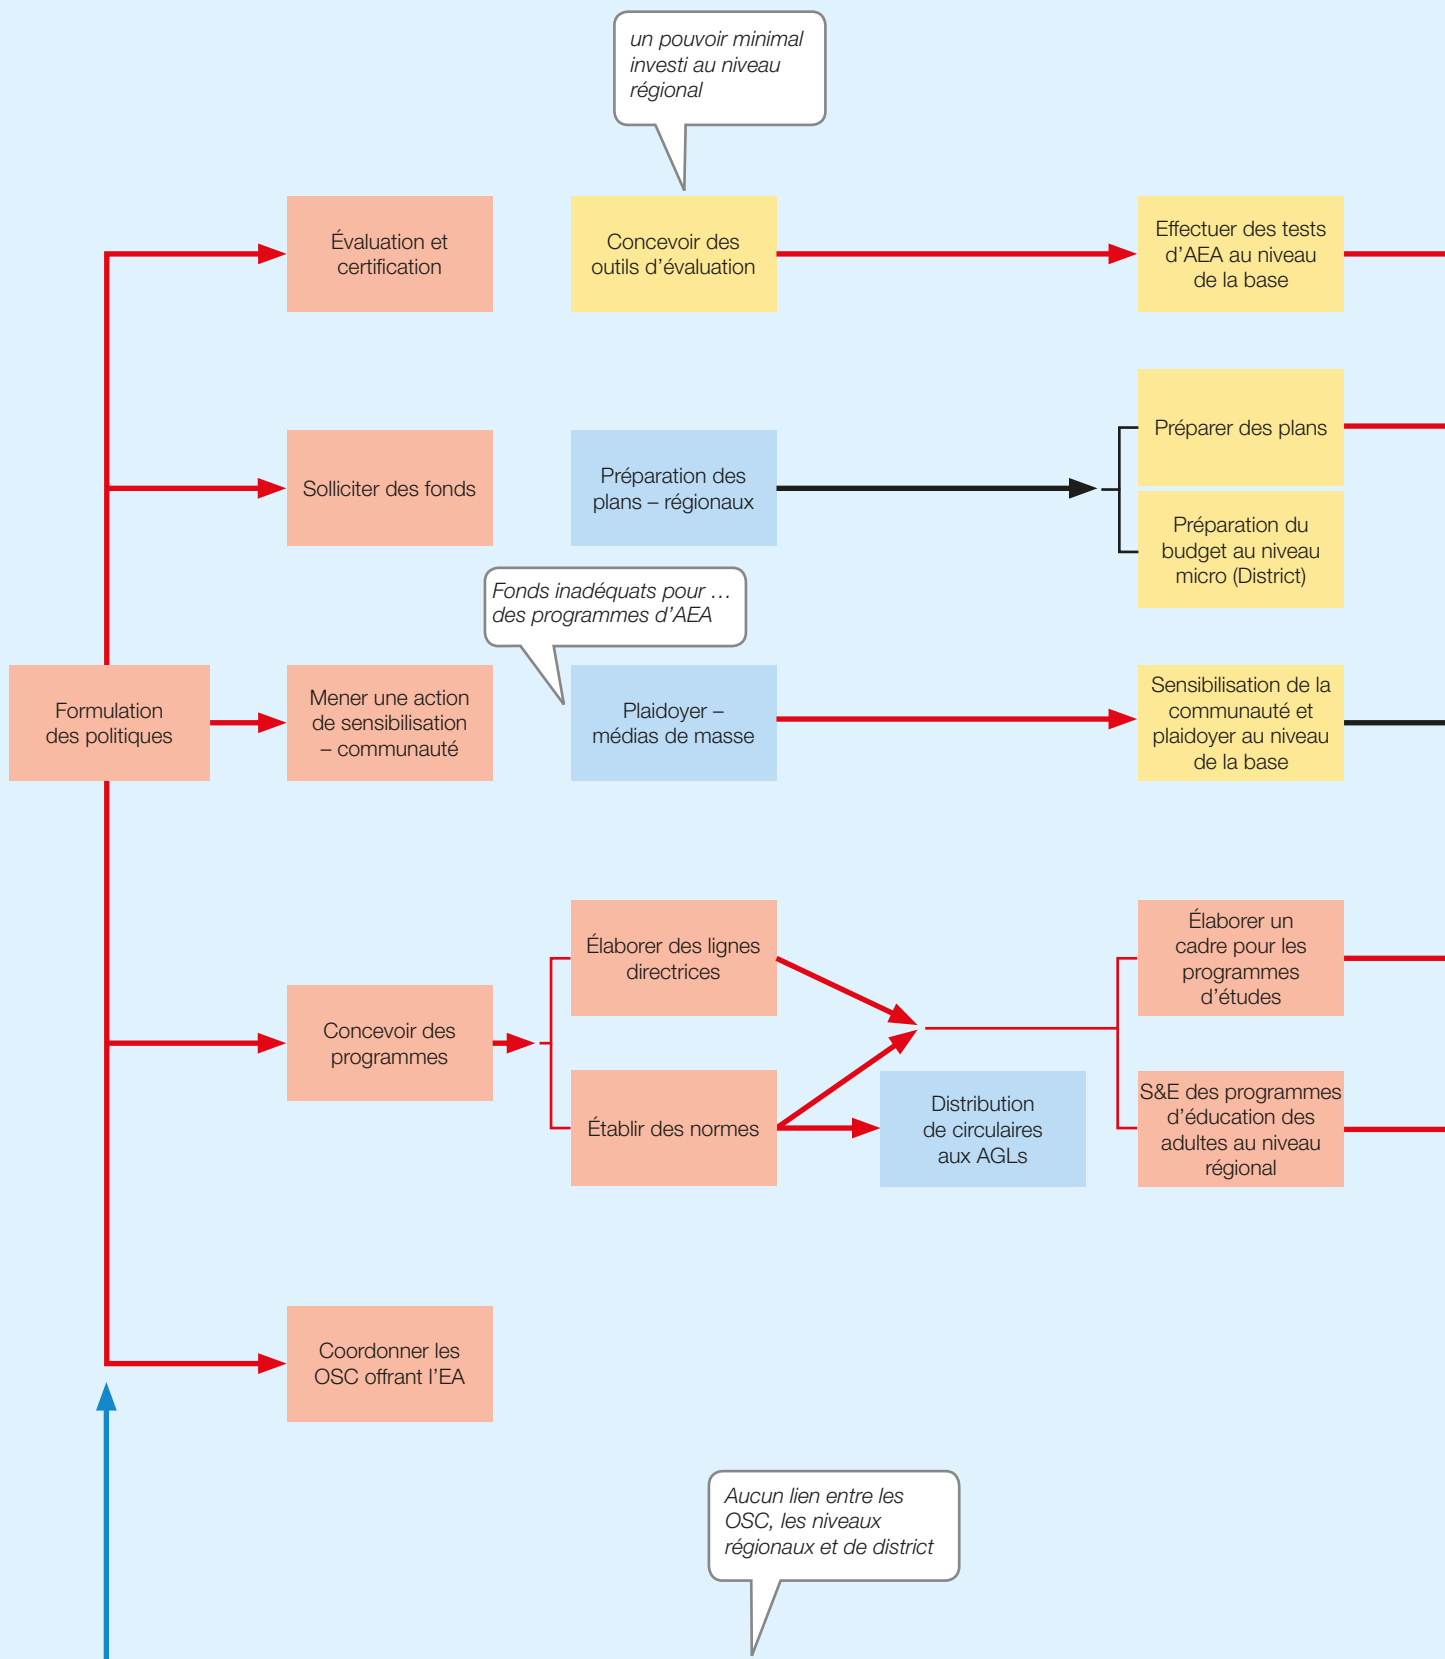 un pouvoir minimal
investi au niveau
régional
Évaluation et
certification
Concevoir des
outils d’évaluation
Effectuer des tests
d’AEA au niveau
de la base
Solliciter des fonds
Préparation des
plans – régionaux
Préparer des plans
Préparation du
budget au niveau
micro (District)
Fonds inadéquats pour …
des programmes d’AEA
Formulation
des politiques
Mener une action
de sensibilisation
– communauté
Plaidoyer –
médias de masse
Sensibilisation de la
communauté et
plaidoyer au niveau
de la base
Concevoir des
programmes
Élaborer des lignes
directrices
Établir des normes
Distribution
de circulaires
aux AGLs
Élaborer un
cadre pour les
programmes
d’études
S&E des programmes
d’éducation des
adultes au niveau
régional
Coordonner les
OSC offrant l’EA
Aucun lien entre les
OSC, les niveaux
régionaux et de district